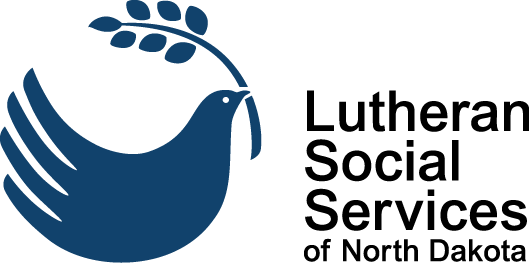 Lutheran
Social
Services
of North Dakota